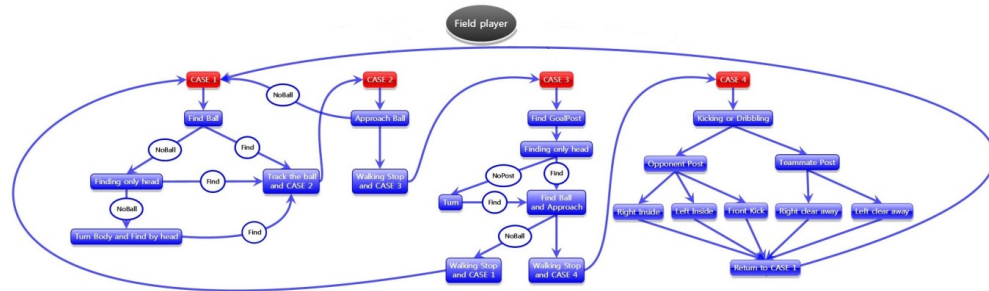 Field player
CASE 1
NoBall
Find Ball
NoBall
Find
Finding only head
Find
Track the ball
and CASE 2
NoBall
Turn Body and Find by head
Find
CASE 2
Approach Ball
Walking Stop
and CASE 3
CASE 3
Find GoalPost
Finding only head
NoPost
Find
Turn
Find
Find Ball
and Approach
NoBall
Walking Stop
and CASE 1
Walking Stop
and CASE 4
CASE 4
Kicking or Dribbling
Opponent Post
Teammate Post
Right Inside
Left Inside
Front Kick
Right clear away
Left clear away
Return to CASE 1